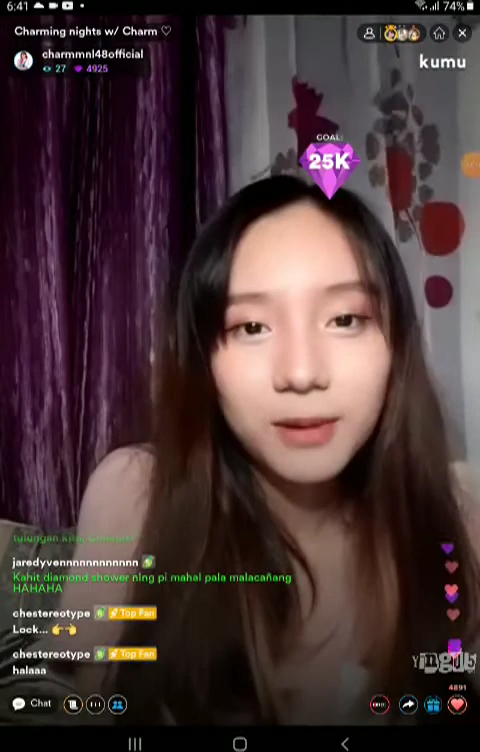 6:41
74%
Charming nights w/ Charm ♡
charmmnl48official
27 4925
kumu
GOAL:
25K
jaredyvennnnnnnnnnnn
Kahit diamond shower ning pi mahal pala malacañang
HAHAHA
chestereotype Top Fan
Lock... 👉👈
chestereotype Top Fan
halaaa
4891
Chat